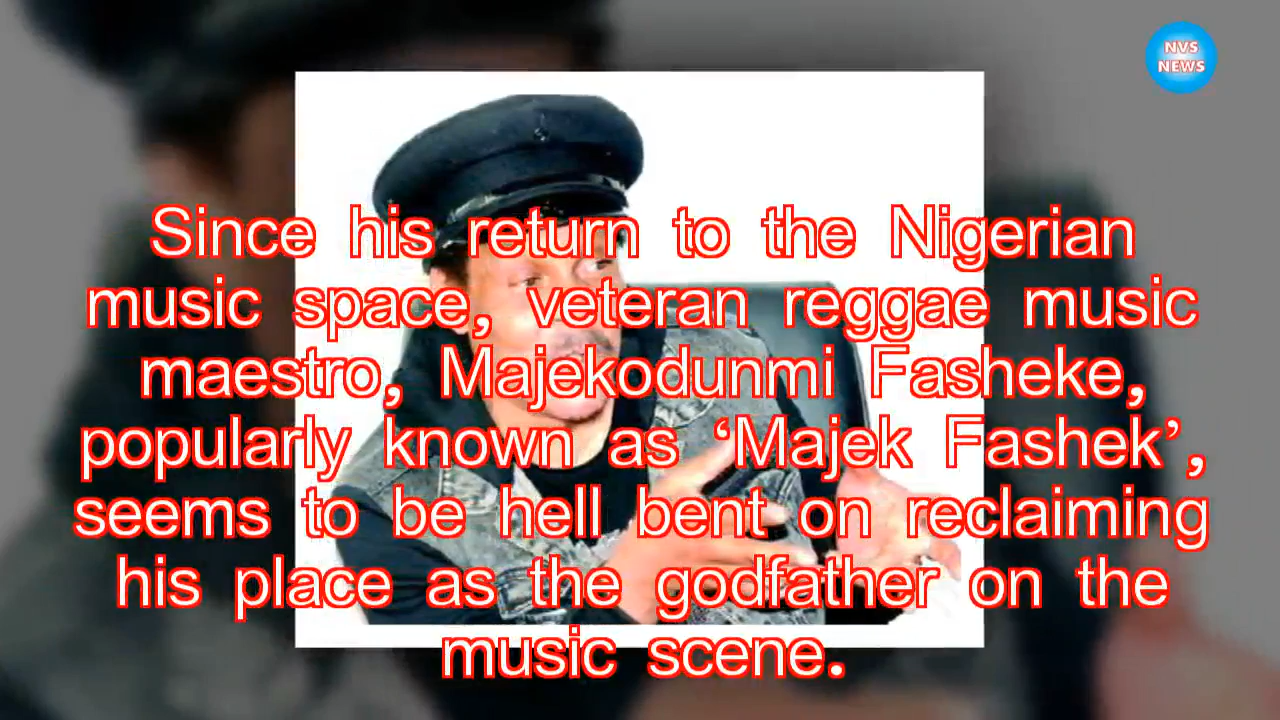 NVS
NEWS
Since his return to the Nigerian
music space, veteran reggae music
maestro, Majekodunmi Fasheke,
popularly known as ‘Majek Fashek’,
seems to be hell bent on reclaiming
his place as the godfather on the
music scene.